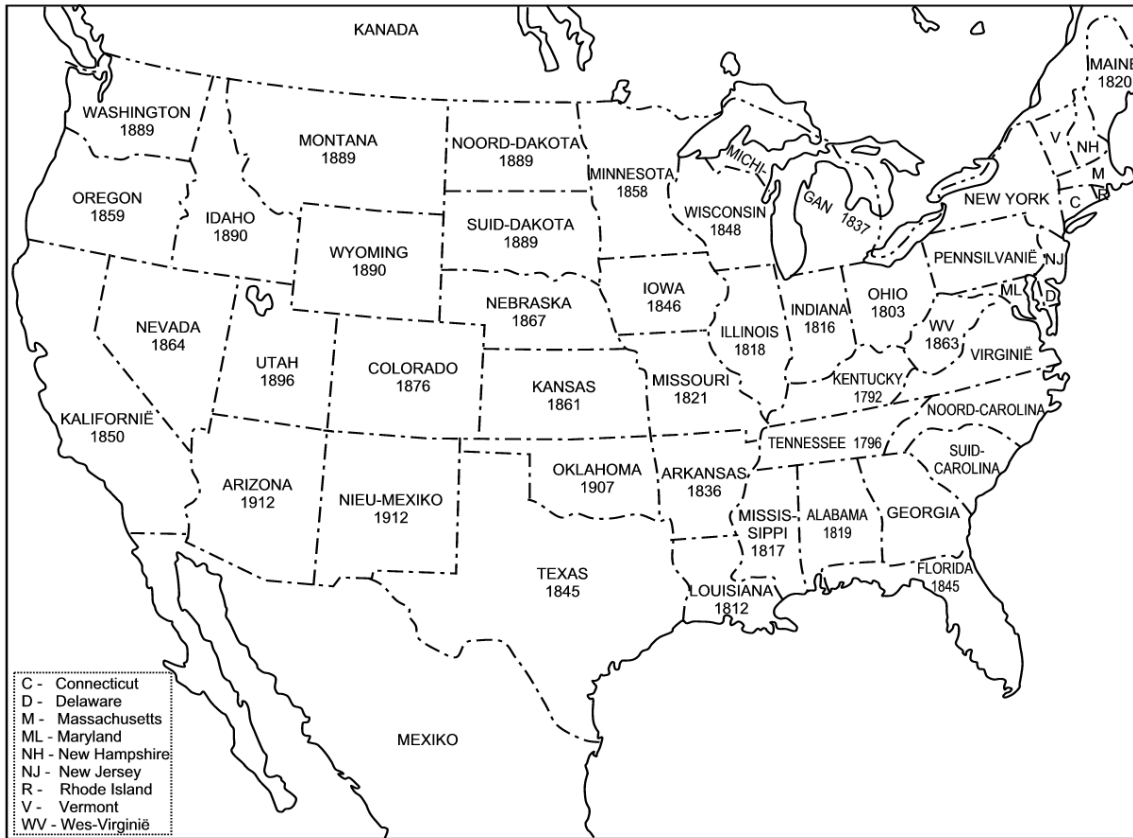 KANADA
WASHINGTON
1889
MONTANA
1889
NOORD-DAKOTA
1889
MINNESOTA
1858
MICHI-
GAN 1837
MAINE
1820
V
NH
M
R
C
NEW YORK
OREGON
1859
IDAHO
1890
WYOMING
1890
SUID-DAKOTA
1889
WISCONSIN
1848
PENNSILVANIË
NJ
ML
D
NEVADA
1864
UTAH
1896
COLORADO
1876
NEBRASKA
1867
IOWA
1846
ILLINOIS
1818
INDIANA
1816
OHIO
1803
WV
1863
VIRGINIË
KALIFORNIË
1850
KANSAS
1861
MISSOURI
1821
KENTUCKY
1792
NOORD-CAROLINA
TENNESSEE 1796
SUID-
CAROLINA
ARIZONA
1912
NIEU-MEXIKO
1912
OKLAHOMA
1907
ARKANSAS
1836
MISSIS-
SIPPI
1817
ALABAMA
1819
GEORGIA
TEXAS
1845
LOUISIANA
1812
FLORIDA
1845
MEXIKO
C - Connecticut
D - Delaware
M - Massachusetts
ML - Maryland
NH - New Hampshire
NJ - New Jersey
R - Rhode Island
V - Vermont
WV - Wes-Virginië